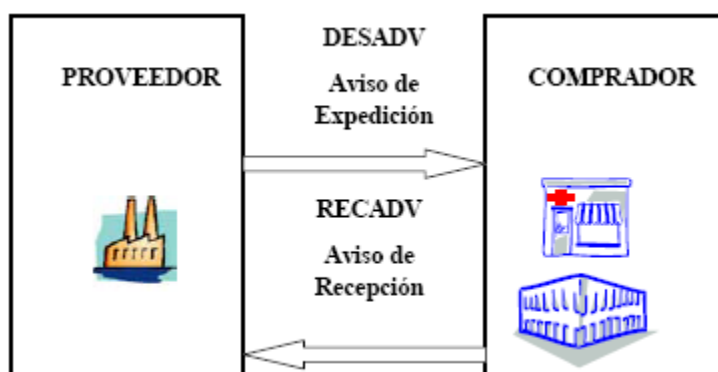 PROVEEDOR
DESADV
Aviso de
Expedición
RECADV
Aviso de
Recepción
COMPRADOR